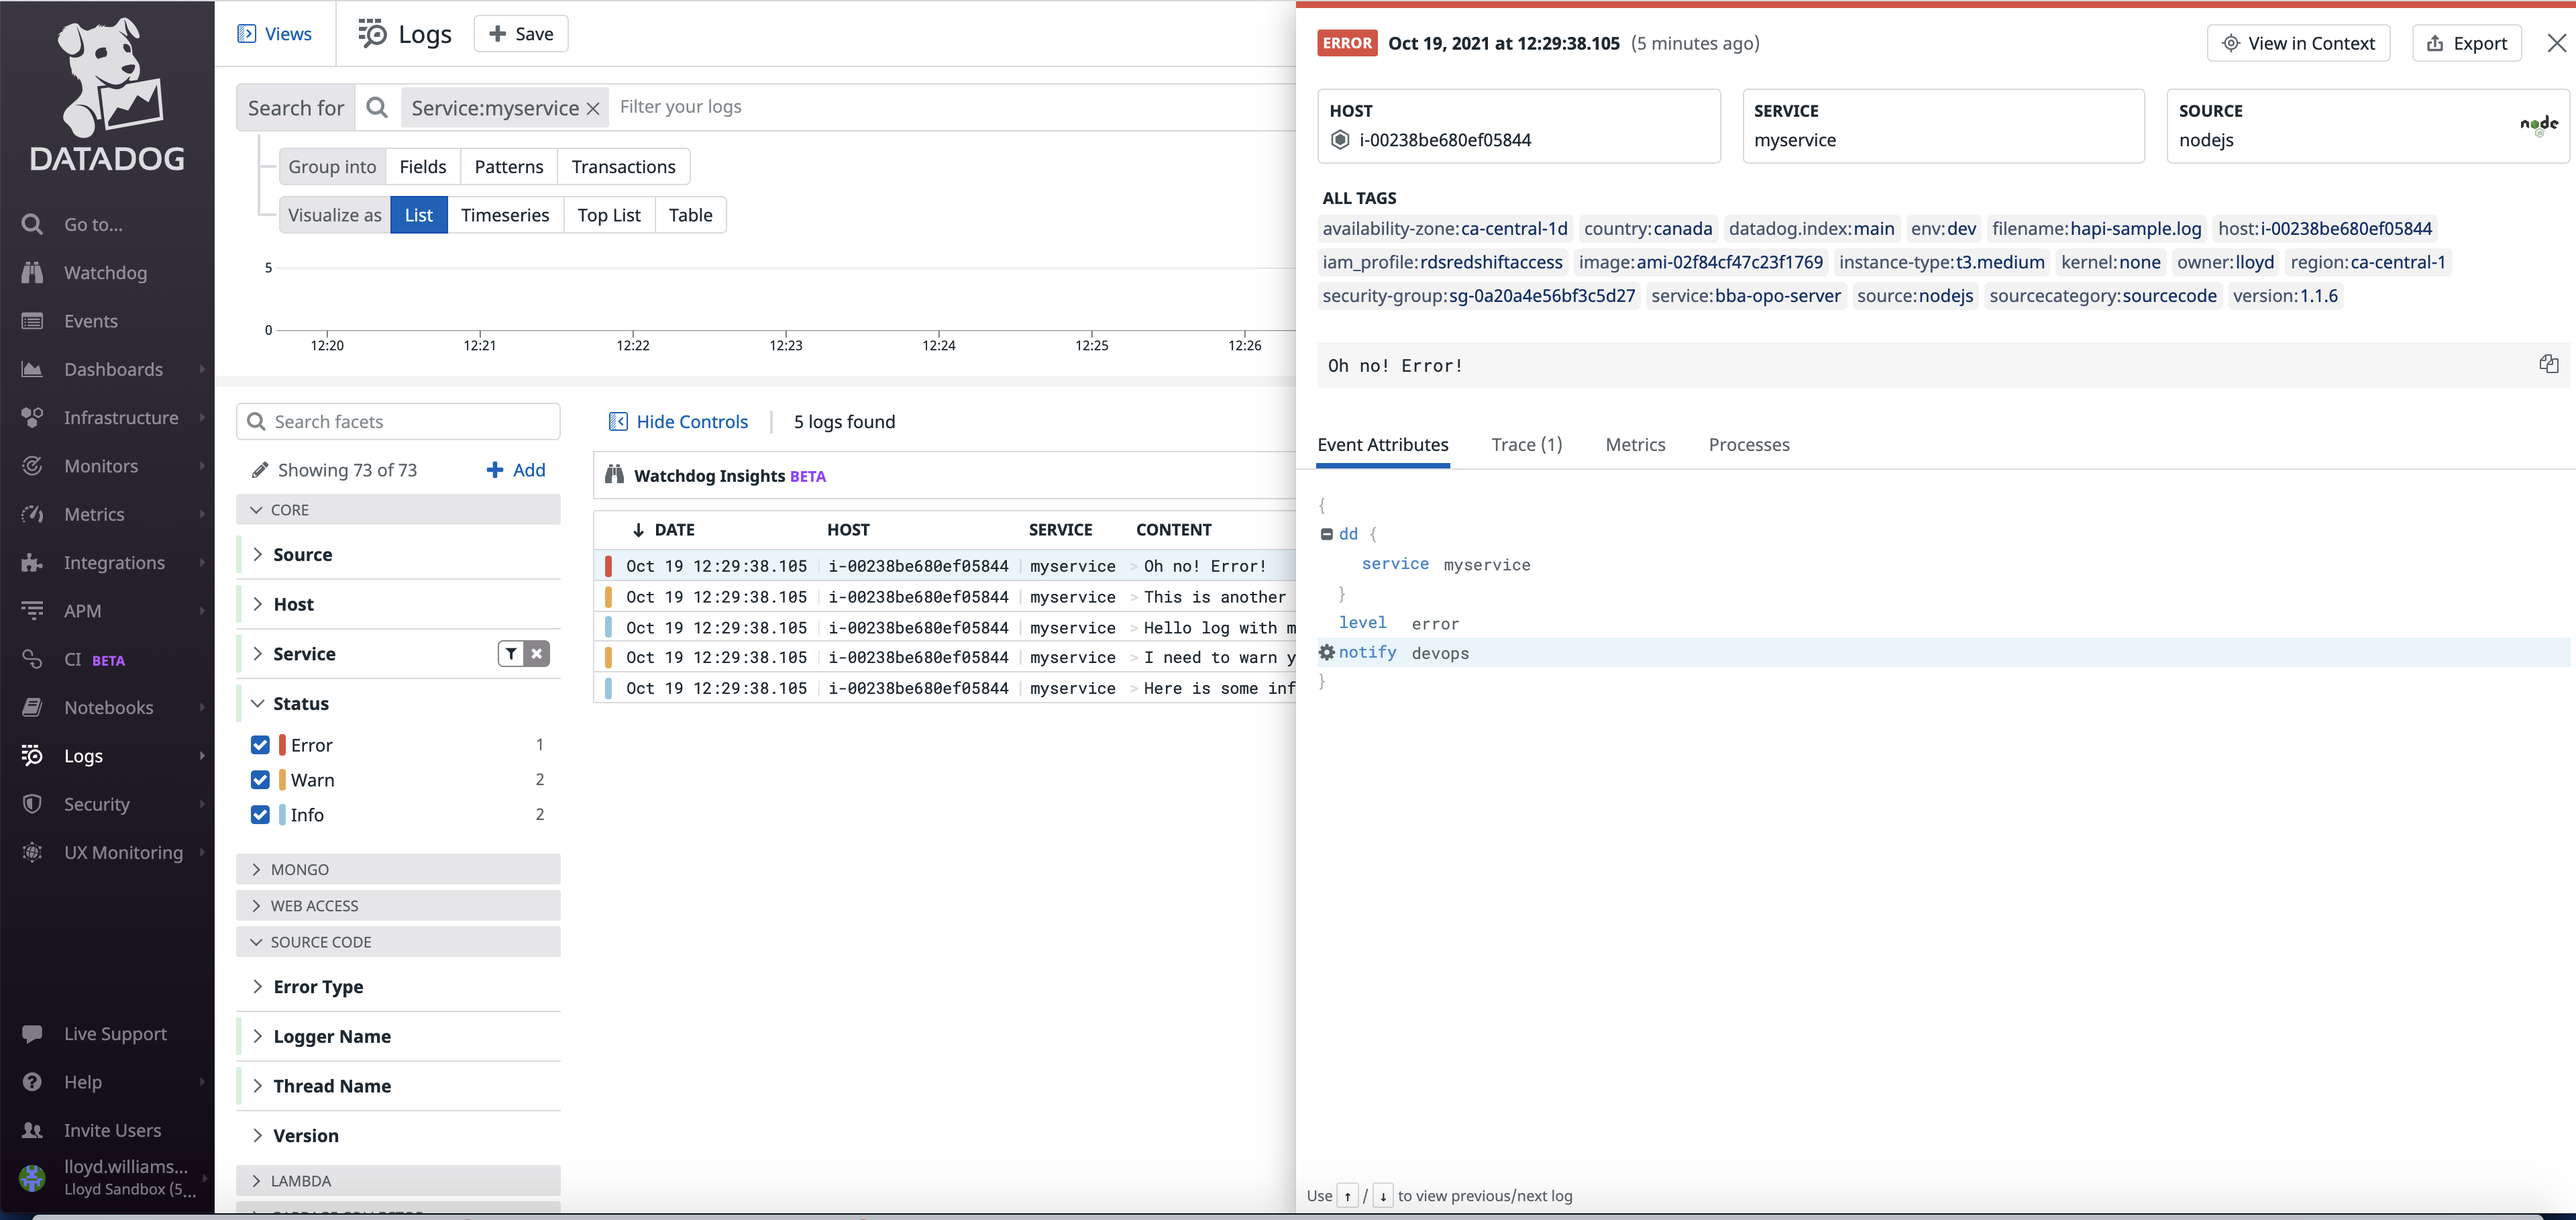 DATADOG
Go to...
Watchdog
Events
Dashboards
Infrastructure
Monitors
Metrics
Integrations
APM
CI BETA
Notebooks
Logs
Security
UX Monitoring
Live Support
Help
Invite Users
lloyd.williams...
Lloyd Sandbox (5...
Views
Logs
Save
Search for Service:myservice Filter your logs
Group into Fields Patterns Transactions
Visualize as List Timeseries Top List Table
5
0
12:20 12:21 12:22 12:23 12:24 12:25 12:26
Search facets
Showing 73 of 73 Add
CORE
Source
Host
Service
Status
Error 1
Warn 2
Info 2
MONGO
WEB ACCESS
SOURCE CODE
Error Type
Logger Name
Thread Name
Version
LAMBDA
Hide Controls 5 logs found
Watchdog Insights BETA
DATE HOST SERVICE CONTENT
Oct 19 12:29:38.105 i-00238be680ef05844 myservice Oh no! Error!
Oct 19 12:29:38.105 i-00238be680ef05844 myservice This is another
Oct 19 12:29:38.105 i-00238be680ef05844 myservice Hello log with m
Oct 19 12:29:38.105 i-00238be680ef05844 myservice I need to warn y
Oct 19 12:29:38.105 i-00238be680ef05844 myservice Here is some inf
ERROR Oct 19, 2021 at 12:29:38.105 (5 minutes ago) View in Context Export
HOST
i-00238be680ef05844
SERVICE
myservice
SOURCE
nodejs
node
ALL TAGS
availability-zone:ca-central-1d country:canada datadog.index:main env:dev filename:hapi-sample.log host:i-00238be680ef05844
iam_profile:rdsredshiftaccess image:ami-02f84cf47c23f1769 instance-type:t3.medium kernel:none owner:lloyd region:ca-central-1
security-group:sg-0a20a4e56bf3c5d27 service:bba-opo-server source:nodejs sourcecategory:sourcecode version:1.1.6
Oh no! Error!
Event Attributes Trace (1) Metrics Processes
{
dd {
service myservice
}
level error
notify devops
}
Use ↑ / ↓ to view previous/next log